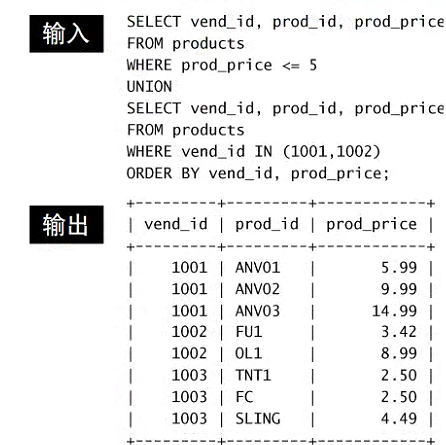 输入
SELECT vend_id, prod_id, prod_price
FROM products
WHERE prod_price <= 5
UNION
SELECT vend_id, prod_id, prod_price
FROM products
WHERE vend_id IN (1001,1002)
ORDER BY vend_id, prod_price;
输出
+---------+---------+------------+
| vend_id | prod_id | prod_price |
+---------+---------+------------+
| 1001 | ANV01 | 5.99 |
| 1001 | ANV02 | 9.99 |
| 1001 | ANV03 | 14.99 |
| 1002 | FU1 | 3.42 |
| 1002 | OL1 | 8.99 |
| 1003 | TNT1 | 2.50 |
| 1003 | FC | 2.50 |
| 1003 | SLING | 4.49 |
+---------+---------+------------+